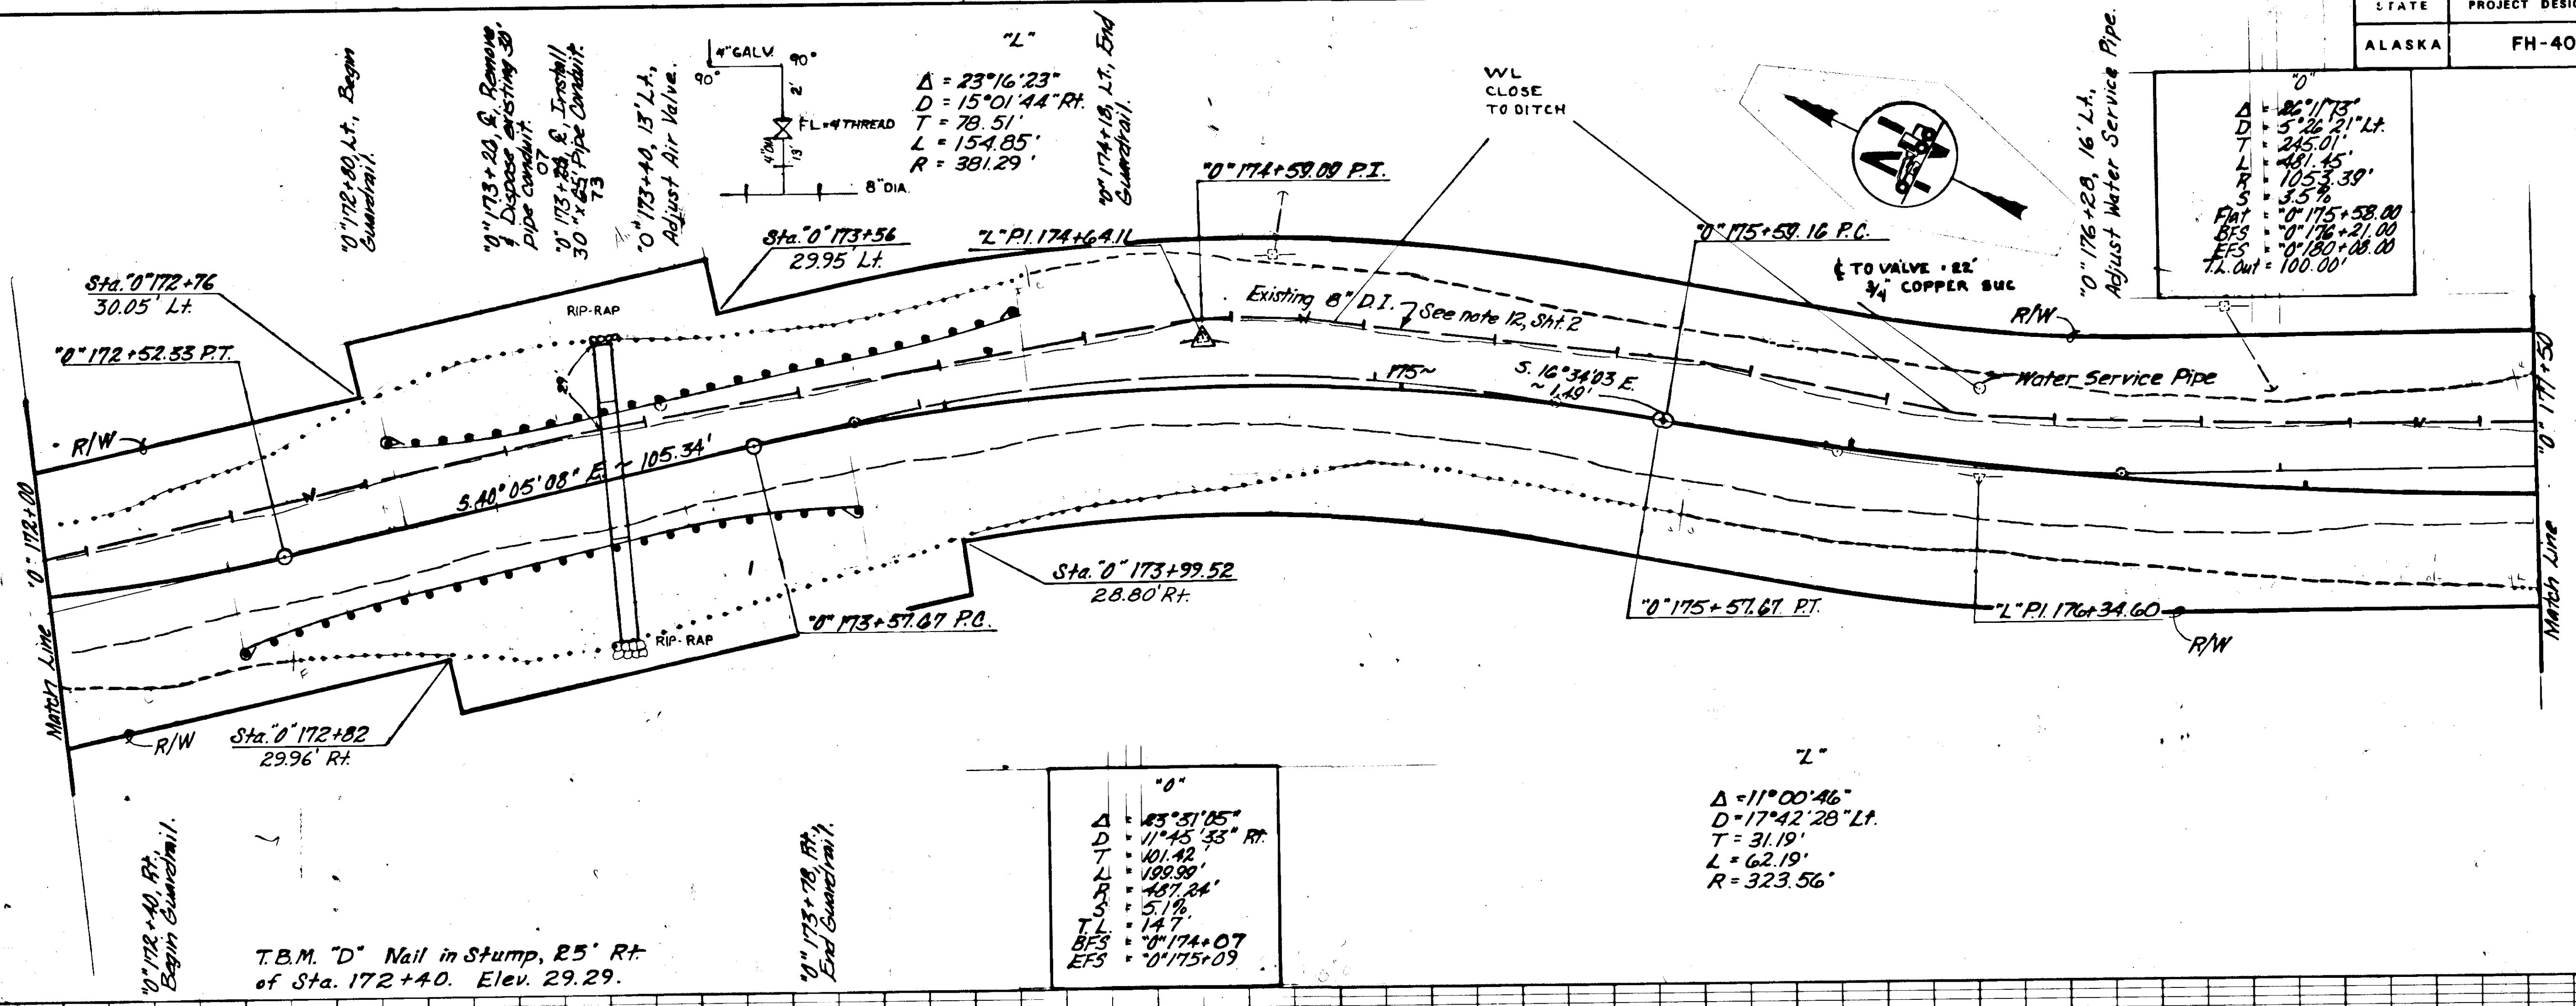 STATE
PROJECT DESIG
ALASKA
FH-40
"0" 172+80, Lt., Begin
Guardrail.
"0" 173+20, ℄, Remove
& Dispose existing 30"
Pipe Conduit.
07
"0" 173+20, ℄, Install
30" x 65' Pipe Conduit.
73
"0" 173+40, 13' Lt.,
Adjust Air Valve.
4" GALV.
90°
90°
2'
FL=4 THREAD
4" DIA
13'
8" DIA.
"L"
Δ = 23°16'23"
D = 15°01'44" Rt.
T = 78.51'
L = 154.85'
R = 381.29'
"0" 174+18, Lt., End
Guardrail.
WL
CLOSE
TO DITCH
"0" 176+28, 16' Lt.,
Adjust Water Service Pipe.
"0"
Δ = 26°11'73"
D = 5°26'21" Lt.
T = 245.01'
L = 481.45'
R = 1053.39'
S = 3.5%
Flat = "0" 175+58.00
BFS = "0" 176+21.00
EFS = "0" 180+08.00
T.L. Out = 100.00'
"0" 174+59.09 P.I.
Sta. "0" 173+56
29.95' Lt.
"L" P.I. 174+64.11
"0" 175+59.16 P.C.
℄ TO VALVE = 22'
3/4" COPPER SUC
Sta. "0" 172+76
30.05' Lt.
RIP-RAP
Existing 8" D.I.
See note 12, Sht. 2
R/W
"0" 172+52.33 P.T.
29'
175~
S. 16°34'03 E.
~ 1.49'
Water Service Pipe
R/W
S. 40°05'08" E. ~ 105.34'
Match Line "0" 172+00
Match Line "0" 177+50
Sta. "0" 173+99.52
28.80' Rt.
"0" 173+57.67 P.C.
"0" 175+57.67 P.T.
"L" P.I. 176+34.60
R/W
RIP-RAP
R/W
Sta. "0" 172+82
29.96' Rt.
"0" 172+40, Rt.,
Begin Guardrail.
T.B.M. "D" Nail in Stump, 25' Rt.
of Sta. 172+40. Elev. 29.29.
"0" 173+78, Rt.,
End Guardrail.
"0"
Δ = 23°31'05"
D = 11°45'33" Rt.
T = 101.42'
L = 199.99'
R = 487.24'
S = 5.1%
T.L. = 147'
BFS = "0" 174+07
EFS = "0" 175+09
"L"
Δ = 11°00'46"
D = 17°42'28" Lt.
T = 31.19'
L = 62.19'
R = 323.56'